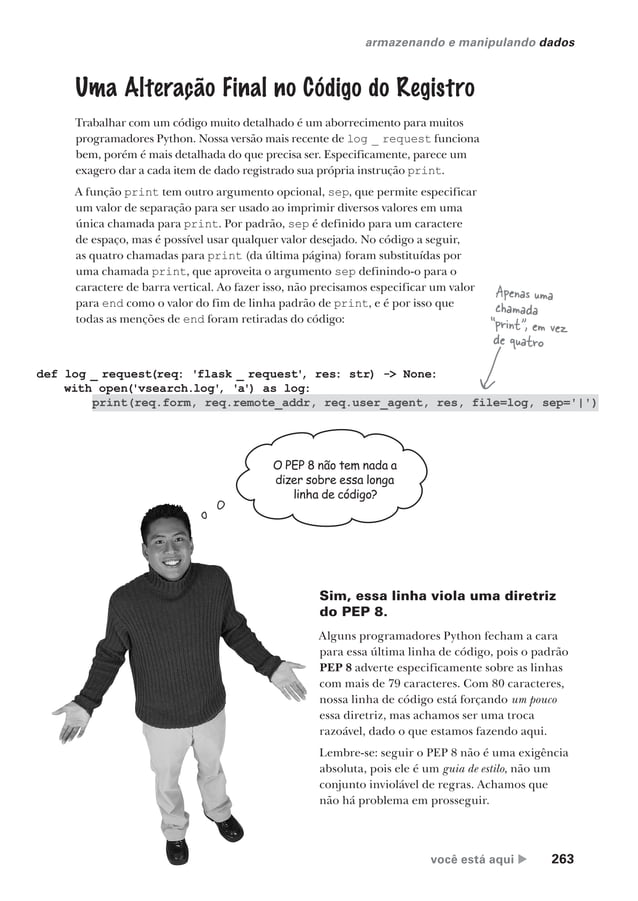 armazenando e manipulando dados
Uma Alteração Final no Código do Registro
Trabalhar com um código muito detalhado é um aborrecimento para muitos
programadores Python. Nossa versão mais recente de log _ request funciona
bem, porém é mais detalhada do que precisa ser. Especificamente, parece um
exagero dar a cada item de dado registrado sua própria instrução print.
A função print tem outro argumento opcional, sep, que permite especificar
um valor de separação para ser usado ao imprimir diversos valores em uma
única chamada para print. Por padrão, sep é definido para um caractere
de espaço, mas é possível usar qualquer valor desejado. No código a seguir,
as quatro chamadas para print (da última página) foram substituídas por
uma chamada print, que aproveita o argumento sep definindo-o para o
caractere de barra vertical. Ao fazer isso, não precisamos especificar um valor
para end como o valor do fim de linha padrão de print, e é por isso que
todas as menções de end foram retiradas do código:
Apenas uma
chamada
“print”, em vez
de quatro
def log _ request(req: 'flask _ request', res: str) -> None:
with open('vsearch.log', 'a') as log:
print(req.form, req.remote_addr, req.user_agent, res, file=log, sep='|')
O PEP 8 não tem nada a
dizer sobre essa longa
linha de código?
Sim, essa linha viola uma diretriz
do PEP 8.
Alguns programadores Python fecham a cara
para essa última linha de código, pois o padrão
PEP 8 adverte especificamente sobre as linhas
com mais de 79 caracteres. Com 80 caracteres,
nossa linha de código está forçando um pouco
essa diretriz, mas achamos ser uma troca
razoável, dado o que estamos fazendo aqui.
Lembre-se: seguir o PEP 8 não é uma exigência
absoluta, pois ele é um guia de estilo, não um
conjunto inviolável de regras. Achamos que
não há problema em prosseguir.
você está aqui ▶ 263